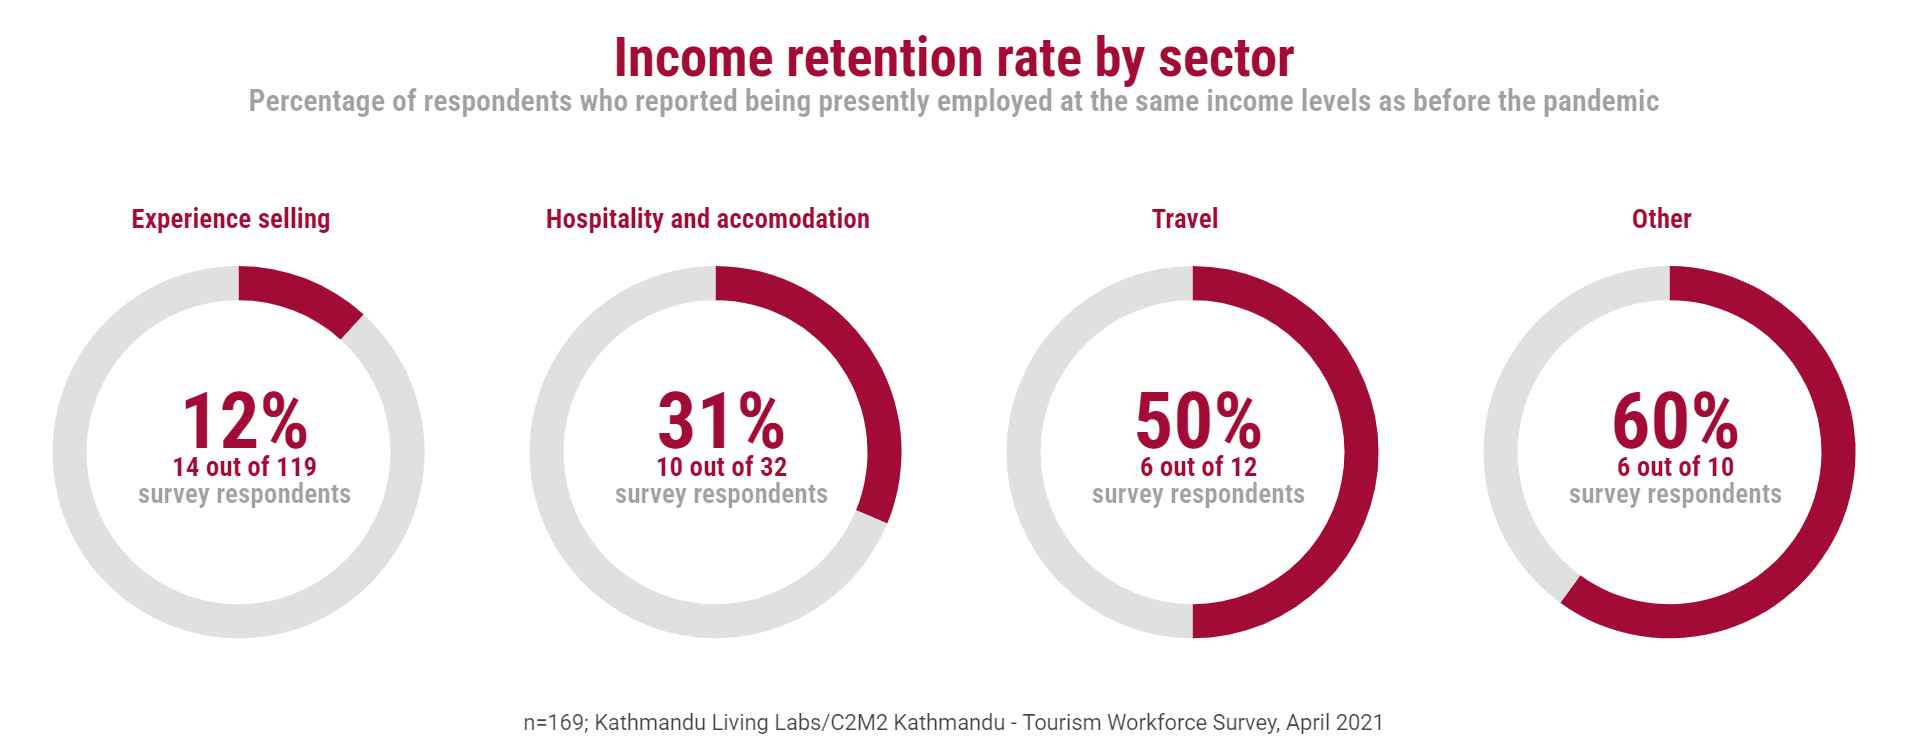 Income retention rate by sector
Percentage of respondents who reported being presently employed at the same income levels as before the pandemic
Experience selling
12%
14 out of 119
survey respondents
Hospitality and accomodation
31%
10 out of 32
survey respondents
Travel
50%
6 out of 12
survey respondents
Other
60%
6 out of 10
survey respondents
n=169; Kathmandu Living Labs/C2M2 Kathmandu - Tourism Workforce Survey, April 2021